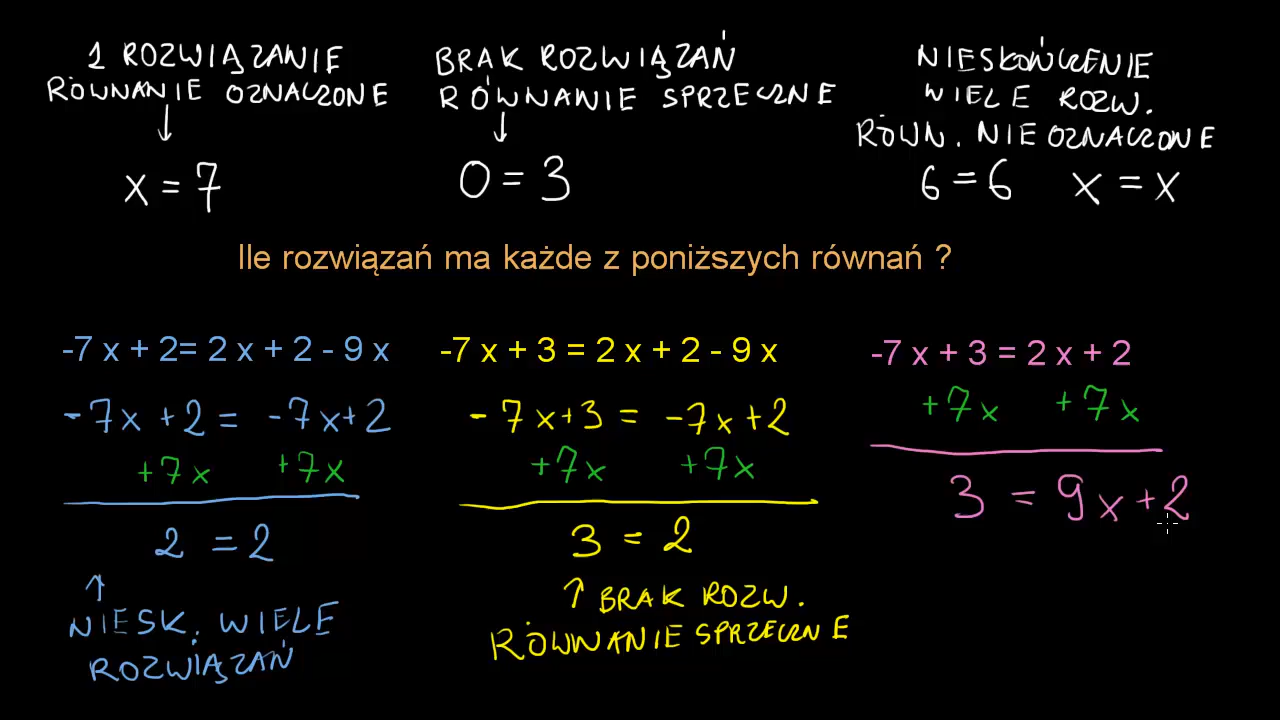 1 ROZWIĄZANIE
RÓWNANIE OZNACZONE
x = 7
BRAK ROZWIĄZAŃ
RÓWNANIE SPRZECZNE
0 = 3
NIESKOŃCZENIE
WIELE ROZW.
RÓWN. NIEOZNACZONE
6 = 6 x = x
Ile rozwiązań ma każde z poniższych równań ?
-7 x + 2= 2 x + 2 - 9 x
-7x +2 = -7x+2
+7x +7x
2 = 2
↑
NIESK. WIELE
ROZWIĄZAŃ
-7 x + 3 = 2 x + 2 - 9 x
-7x+3 = -7x+2
+7x +7x
3 = 2
↑ BRAK ROZW.
RÓWNANIE SPRZECZNE
-7 x + 3 = 2 x + 2
+7x +7x
3 = 9x+2